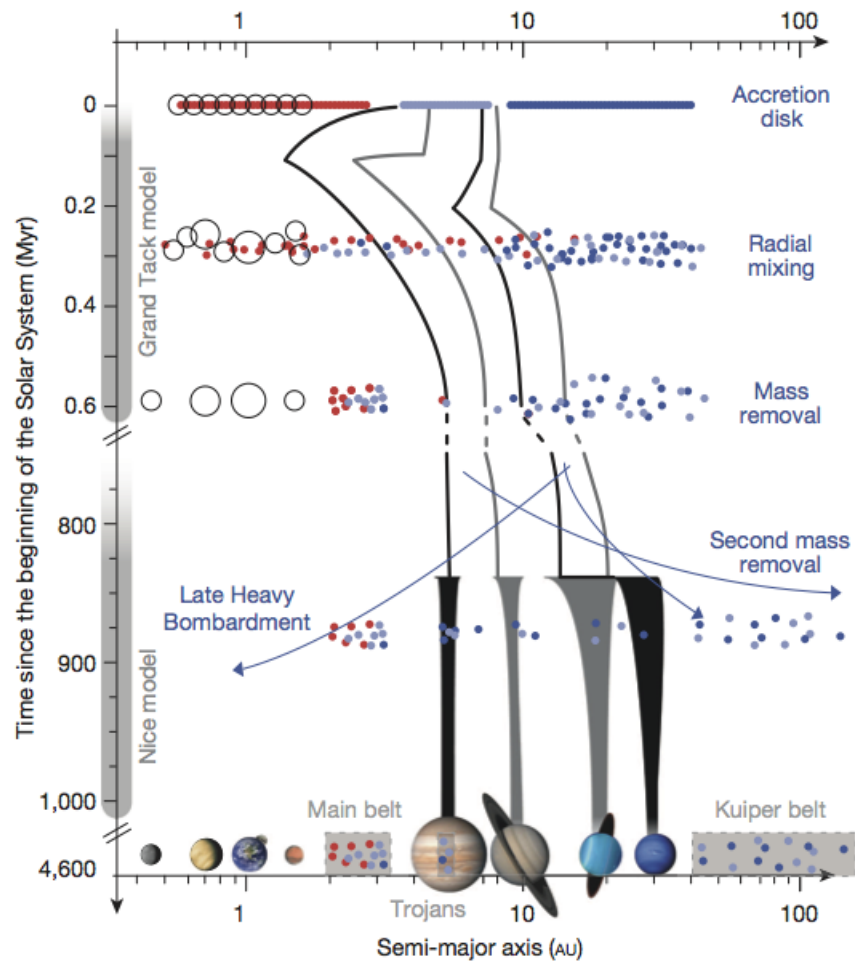 1 10 100
0
Accretion
disk
0.2
Radial
mixing
0.4
Mass
removal
0.6
Grand Tack model
Time since the beginning of the Solar System (Myr)
800
Second mass
removal
Late Heavy
Bombardment
900
Nice model
1,000
Main belt
Kuiper belt
4,600
Trojans
1 10 100
Semi-major axis (AU)